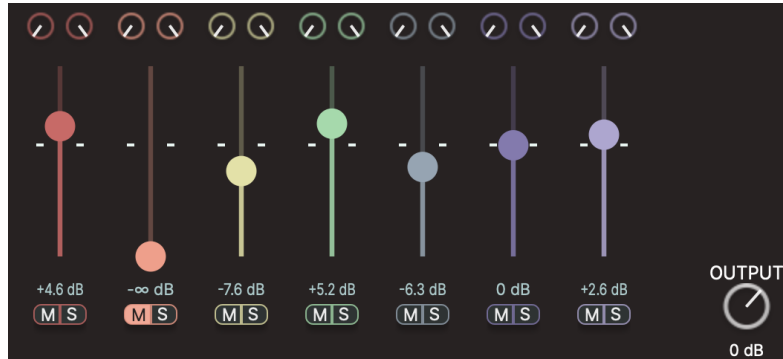 OUTPUT
+4.6 dB -∞ dB -7.6 dB +5.2 dB -6.3 dB 0 dB +2.6 dB
M S M S M S M S M S M S M S
0 dB